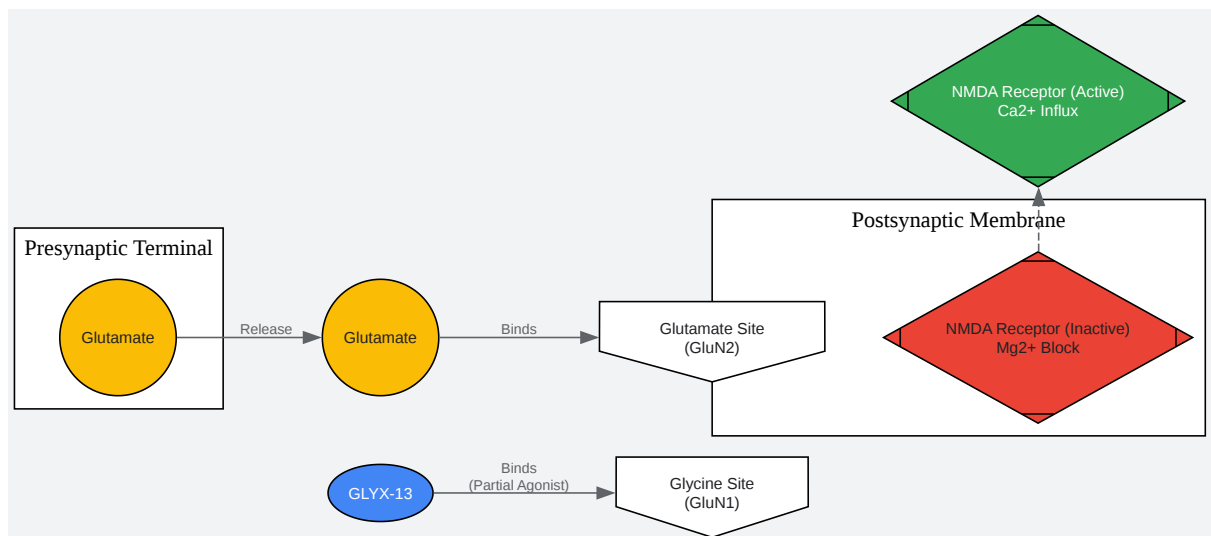 NMDA Receptor (Active)
Ca2+ Influx
Postsynaptic Membrane
Presynaptic Terminal
Glutamate
Release
Glutamate
Binds
Glutamate Site
(GluN2)
NMDA Receptor (Inactive)
Mg2+ Block
GLYX-13
Binds
(Partial Agonist)
Glycine Site
(GluN1)